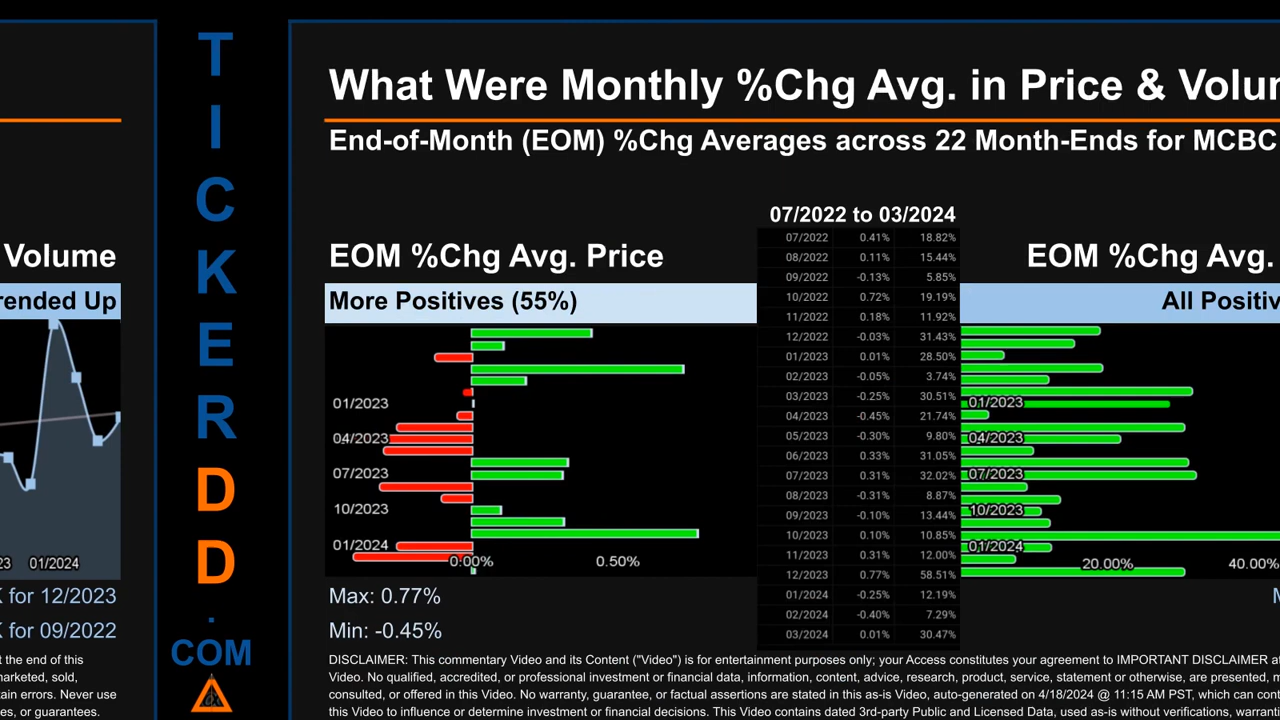 Volume
rended Up
23 01/2024
K for 12/2023
K for 09/2022
t the end of this
marketed, sold,
tain errors. Never use
es, or guarantees.
TICKERDD
.
COM
What Were Monthly %Chg Avg. in Price & Volu
End-of-Month (EOM) %Chg Averages across 22 Month-Ends for MCBC
EOM %Chg Avg. Price
More Positives (55%)
01/2023
04/2023
07/2023
10/2023
01/2024
0.00% 0.50%
Max: 0.77%
Min: -0.45%
07/2022 to 03/2024
07/2022 0.41% 18.82%
08/2022 0.11% 15.44%
09/2022 -0.13% 5.85%
10/2022 0.72% 19.19%
11/2022 0.18% 11.92%
12/2022 -0.03% 31.43%
01/2023 0.01% 28.50%
02/2023 -0.05% 3.74%
03/2023 -0.25% 30.51%
04/2023 -0.45% 21.74%
05/2023 -0.30% 9.80%
06/2023 0.33% 31.05%
07/2023 0.31% 32.02%
08/2023 -0.31% 8.87%
09/2023 -0.10% 13.44%
10/2023 0.10% 10.85%
11/2023 0.31% 12.00%
12/2023 0.77% 58.51%
01/2024 -0.25% 12.19%
02/2024 -0.40% 7.29%
03/2024 0.01% 30.47%
EOM %Chg Avg.
All Positiv
01/2023
04/2023
07/2023
10/2023
01/2024
20.00% 40.00%
M
DISCLAIMER: This commentary Video and its Content ("Video") is for entertainment purposes only; your Access constitutes your agreement to IMPORTANT DISCLAIMER at
Video. No qualified, accredited, or professional investment or financial data, information, content, advice, research, product, service, statement or otherwise, are presented, m
consulted, or offered in this Video. No warranty, guarantee, or factual assertions are stated in this as-is Video, auto-generated on 4/18/2024 @ 11:15 AM PST, which can cont
this Video to influence or determine investment or financial decisions. This Video contains dated 3rd-party Public and Licensed Data, used as-is without verifications, warranti